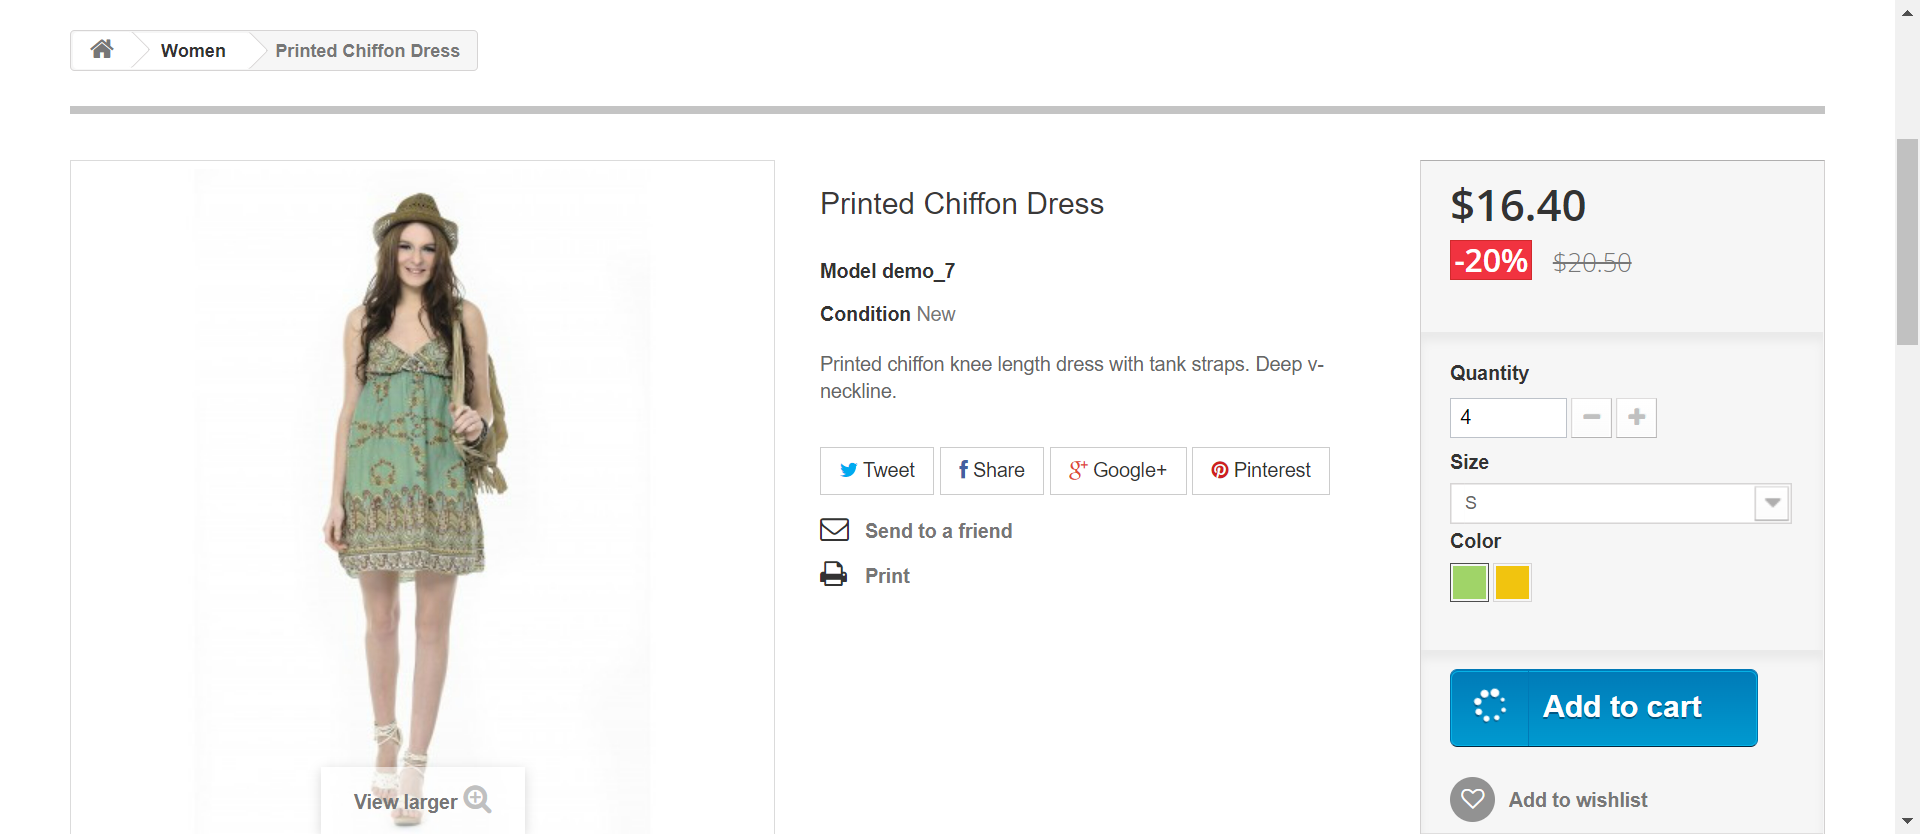 Women
Printed Chiffon Dress
Printed Chiffon Dress
Model demo_7
Condition New
Printed chiffon knee length dress with tank straps. Deep v-
neckline.
Tweet
Share
Google+
Pinterest
Send to a friend
Print
View larger
$16.40
-20% $20.50
Quantity
4
Size
S
Color
Add to cart
Add to wishlist